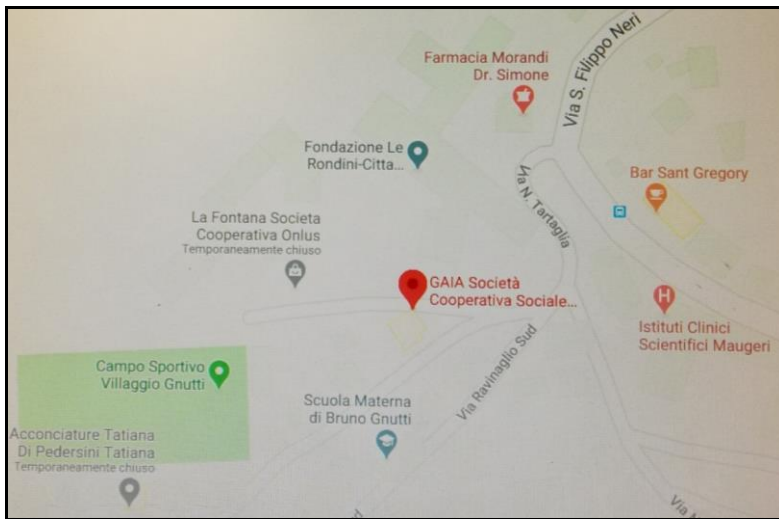 Via S. Filippo Neri
Farmacia Morandi
Dr. Simone
Fondazione Le
Rondini-Citta...
Via N. Tartaglia
Bar Sant Gregory
La Fontana Societa
Cooperativa Onlus
Temporaneamente chiuso
GAIA Società
Cooperativa Sociale...
H
Istituti Clinici
Scientifici Maugeri
Via Ravinaglio Sud
Campo Sportivo
Villaggio Gnutti
Scuola Materna
di Bruno Gnutti
Acconciature Tatiana
Di Pedersini Tatiana
Temporaneamente chiuso
Via